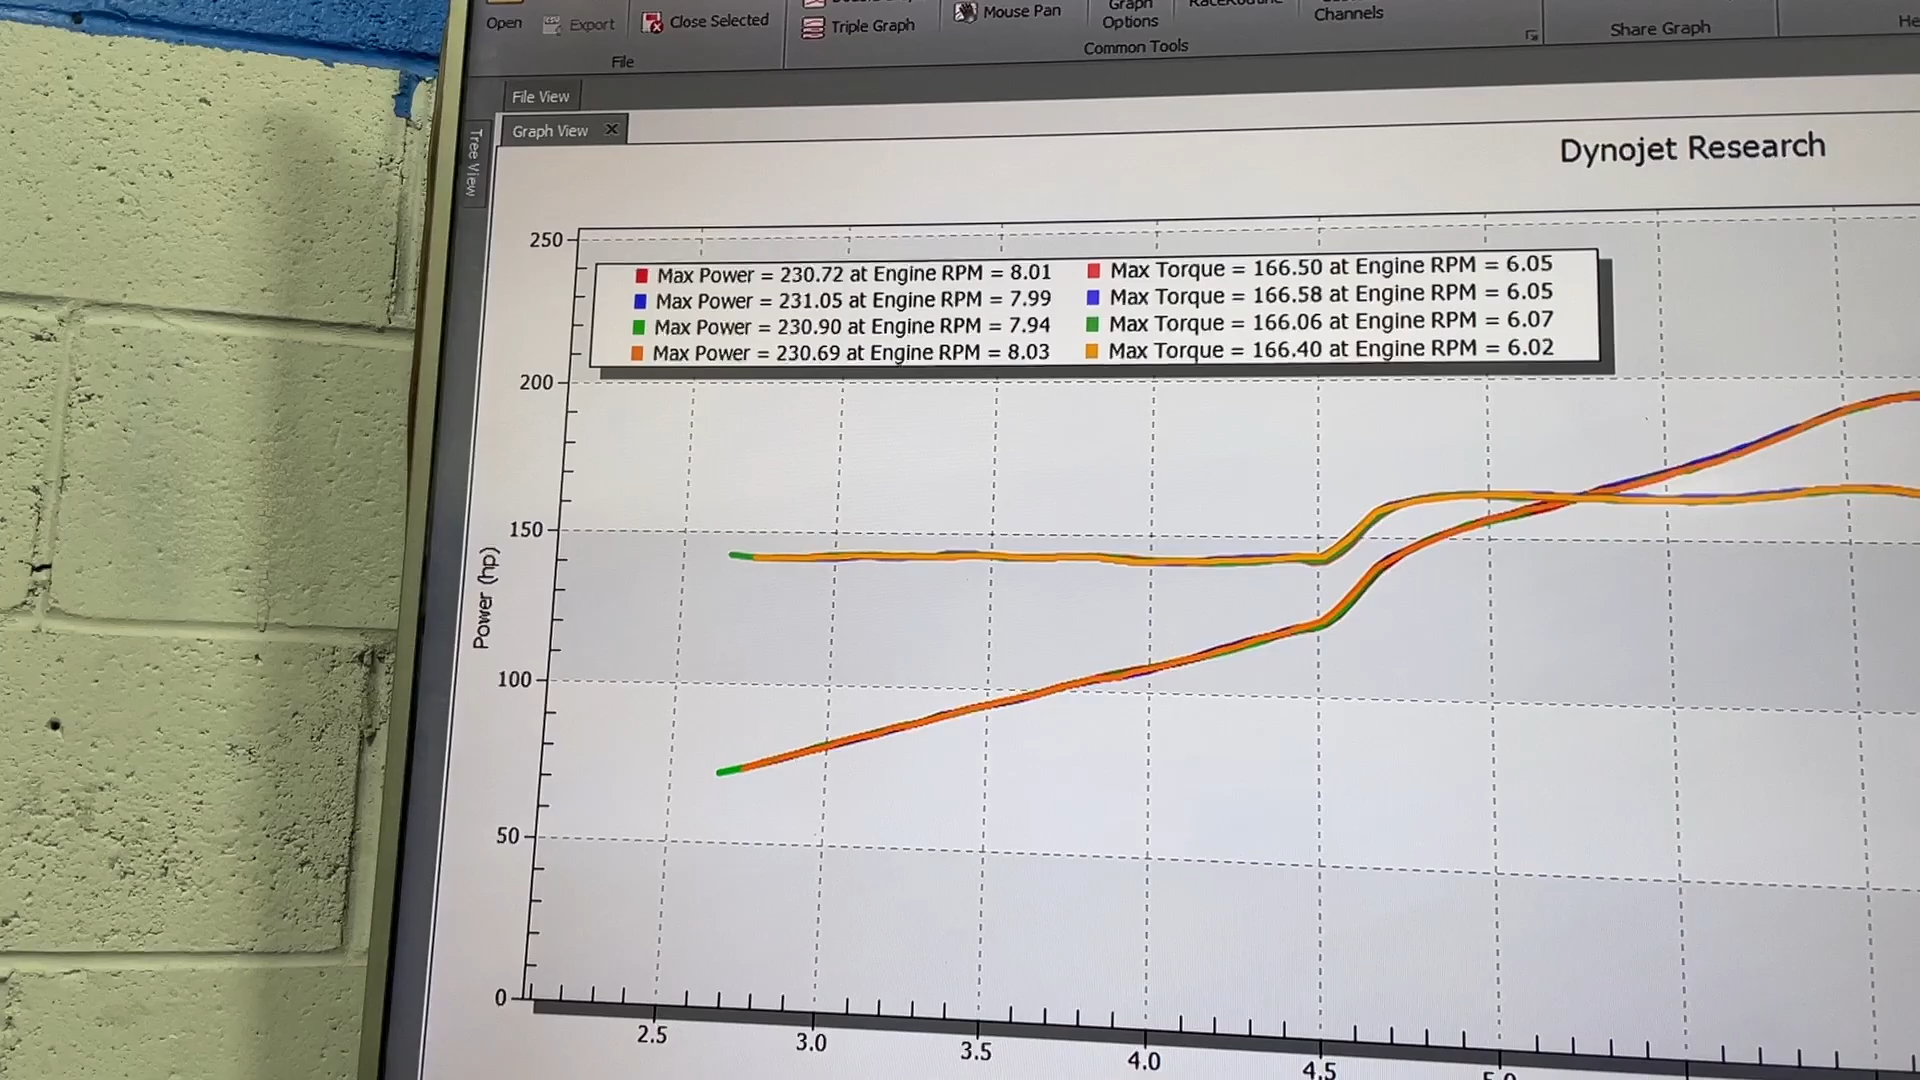 Open
Export
Close Selected
File
Triple Graph
Mouse Pan
Graph
Options
Common Tools
Channels
Share Graph
File View
Graph View
Tree View
Dynojet Research
Max Power = 230.72 at Engine RPM = 8.01
Max Torque = 166.50 at Engine RPM = 6.05
Max Power = 231.05 at Engine RPM = 7.99
Max Torque = 166.58 at Engine RPM = 6.05
Max Power = 230.90 at Engine RPM = 7.94
Max Torque = 166.06 at Engine RPM = 6.07
Max Power = 230.69 at Engine RPM = 8.03
Max Torque = 166.40 at Engine RPM = 6.02
250
200
150
100
50
0
Power (hp)
2.5
3.0
3.5
4.0
4.5